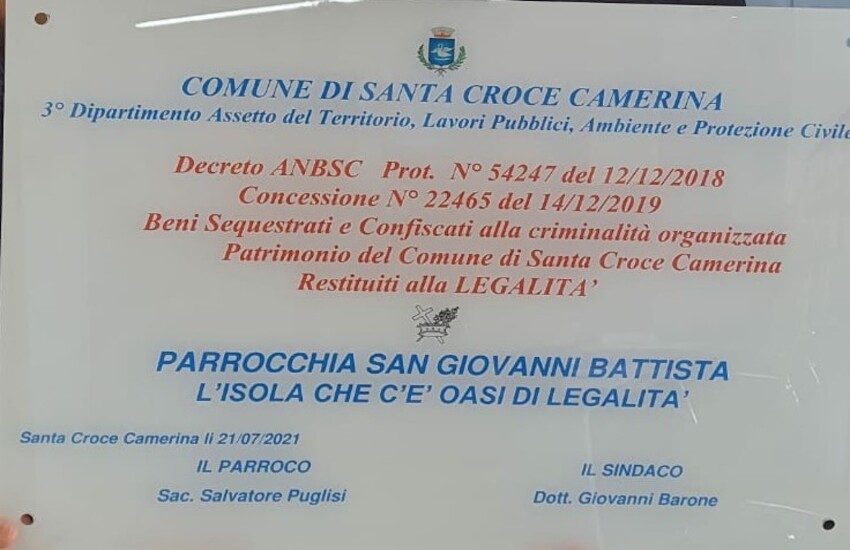 COMUNE DI SANTA CROCE CAMERINA
3° Dipartimento Assetto del Territorio, Lavori Pubblici, Ambiente e Protezione Civile
Decreto ANBSC Prot. N° 54247 del 12/12/2018
Concessione N° 22465 del 14/12/2019
Beni Sequestrati e Confiscati alla criminalità organizzata
Patrimonio del Comune di Santa Croce Camerina
Restituiti alla LEGALITA'
PARROCCHIA SAN GIOVANNI BATTISTA
L'ISOLA CHE C'E' OASI DI LEGALITA'
Santa Croce Camerina li 21/07/2021
IL PARROCO
Sac. Salvatore Puglisi
IL SINDACO
Dott. Giovanni Barone